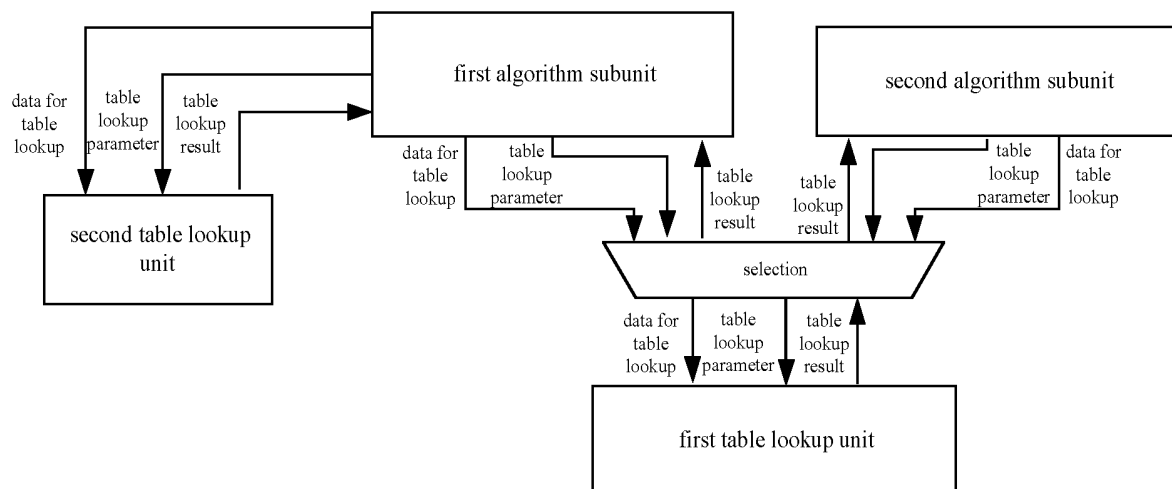 first algorithm subunit
second algorithm subunit
data for
table
lookup
table
lookup
parameter
table
lookup
result
second table lookup
unit
data for
table
lookup
table
lookup
parameter
table
lookup
result
table
lookup
result
table
lookup
parameter
data for
table
lookup
selection
data for
table
lookup
table
lookup
parameter
table
lookup
result
first table lookup unit